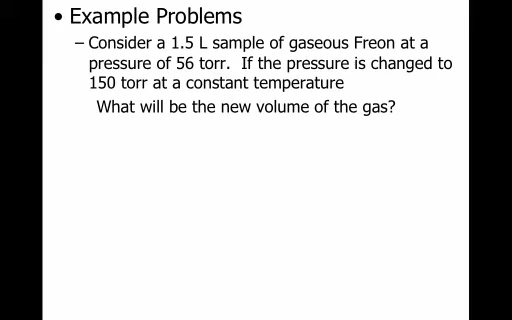 • Example Problems
– Consider a 1.5 L sample of gaseous Freon at a
pressure of 56 torr.  If the pressure is changed to
150 torr at a constant temperature
What will be the new volume of the gas?